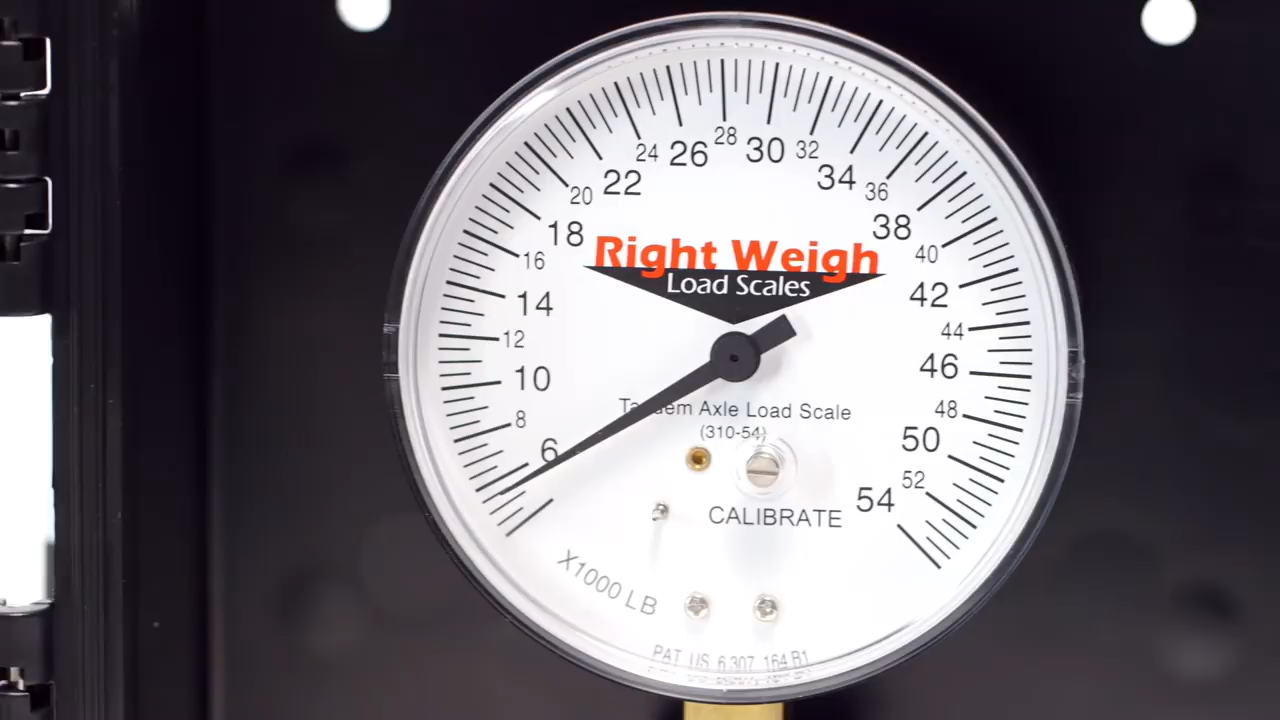 24 26 28 30 32
20 22 34 36
18 38
16 40
14 42
12 44
10 46
8 48
6 50
52
54
Right Weigh
Load Scales
Tandem Axle Load Scale
(310-54)
CALIBRATE
X1000 LB
PAT US 6,307,164 B1